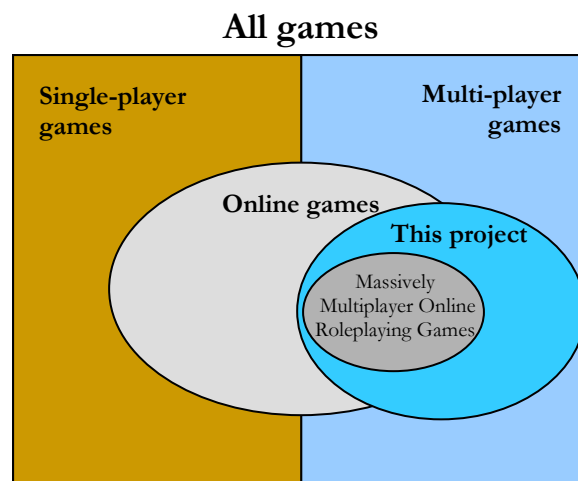 All games
Single-player
games
Multi-player
games
Online games
This project
Massively
Multiplayer Online
Roleplaying Games